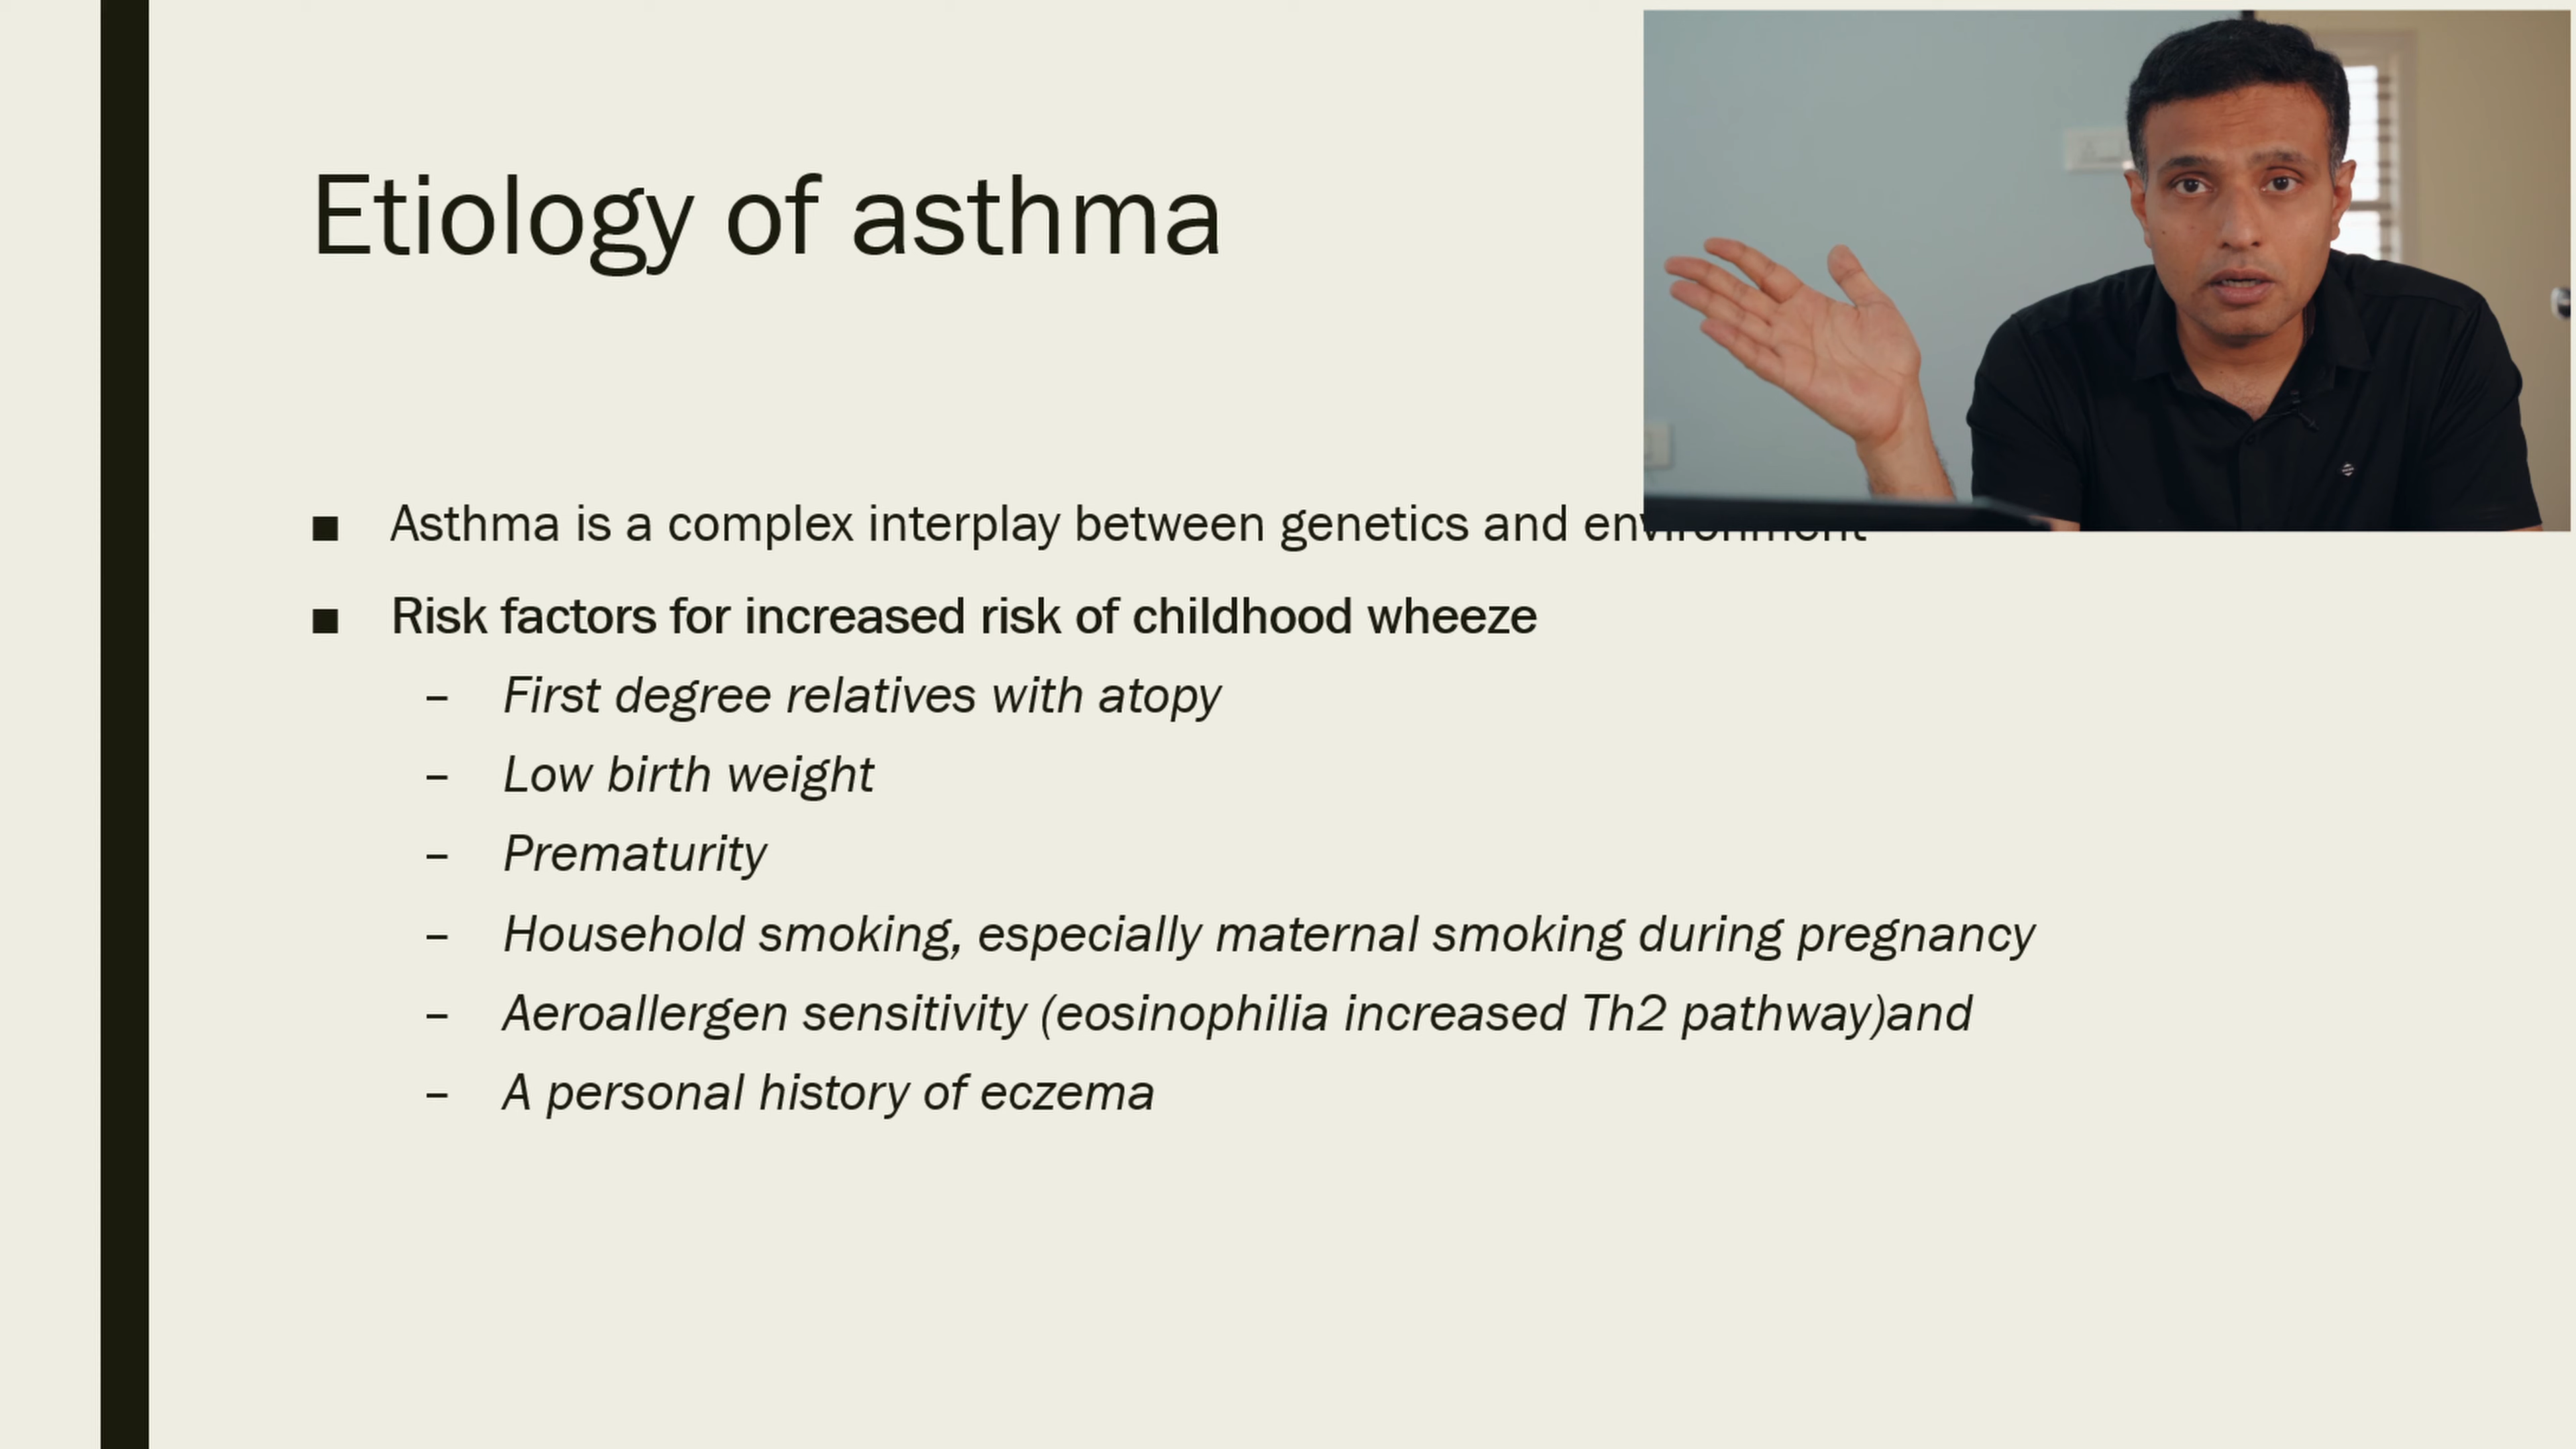 Etiology of asthma
■ Asthma is a complex interplay between genetics and environment
■ Risk factors for increased risk of childhood wheeze
– First degree relatives with atopy
– Low birth weight
– Prematurity
– Household smoking, especially maternal smoking during pregnancy
– Aeroallergen sensitivity (eosinophilia increased Th2 pathway)and
– A personal history of eczema